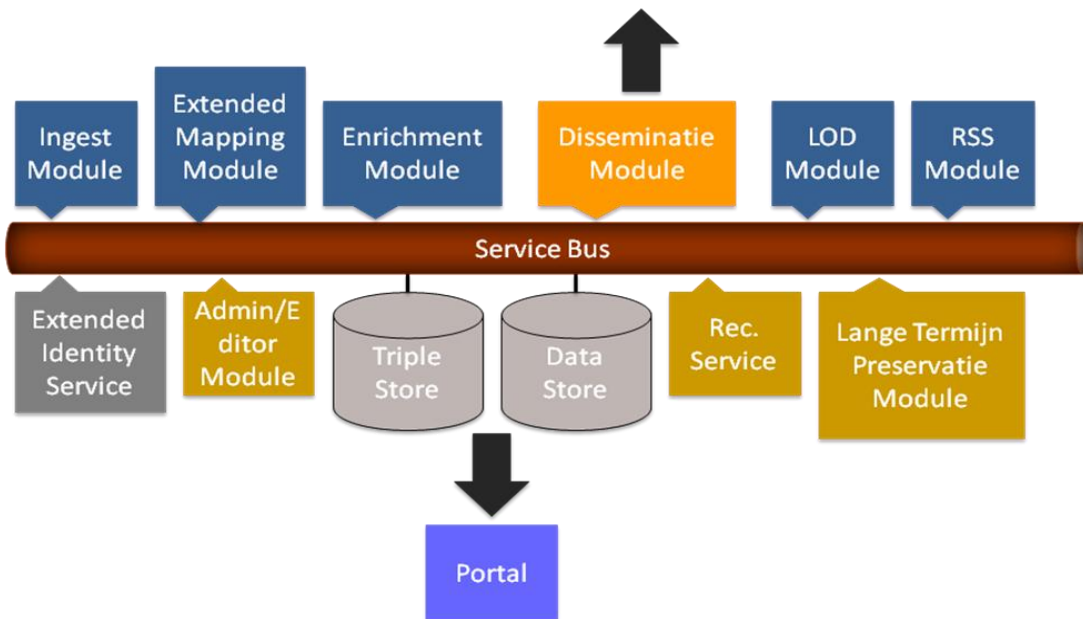 Ingest
Module
Extended
Mapping
Module
Enrichment
Module
Disseminatie
Module
LOD
Module
RSS
Module
Service Bus
Extended
Identity
Service
Admin/E
ditor
Module
Triple
Store
Data
Store
Rec.
Service
Lange Termijn
Preservatie
Module
Portal